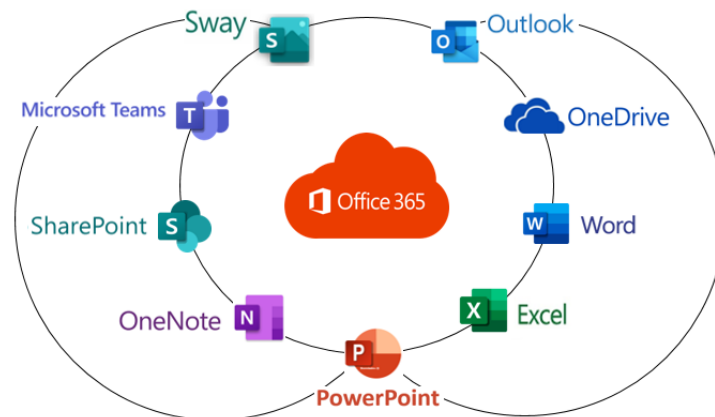 Sway
S
Outlook
O
Microsoft Teams
T
OneDrive
Office 365
SharePoint
S
Word
W
OneNote
N
Excel
X
P
PowerPoint